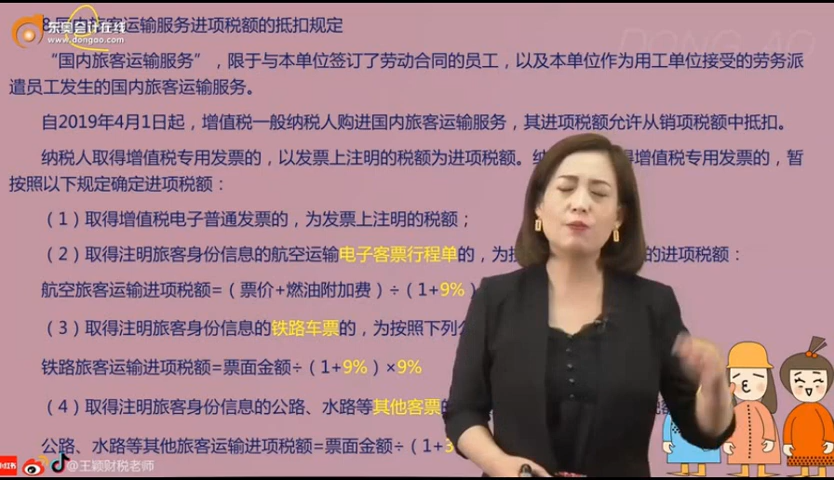 东奥会计在线
www.dongao.com
DONG AO
8.国内旅客运输服务进项税额的抵扣规定
“国内旅客运输服务”，限于与本单位签订了劳动合同的员工，以及本单位作为用工单位接受的劳务派
遣员工发生的国内旅客运输服务。
自2019年4月1日起，增值税一般纳税人购进国内旅客运输服务，其进项税额允许从销项税额中抵扣。
纳税人取得增值税专用发票的，以发票上注明的税额为进项税额。纳 得增值税专用发票的，暂
按照以下规定确定进项税额：
（1）取得增值税电子普通发票的，为发票上注明的税额；
（2）取得注明旅客身份信息的航空运输电子客票行程单的，为按 的进项税额：
航空旅客运输进项税额=（票价+燃油附加费）÷（1+9%）
（3）取得注明旅客身份信息的铁路车票的，为按照下列公
铁路旅客运输进项税额=票面金额÷（1+9%）×9%
（4）取得注明旅客身份信息的公路、水路等其他客票的
公路、水路等其他旅客运输进项税额=票面金额÷（1+3
小红书 @王颖财税老师